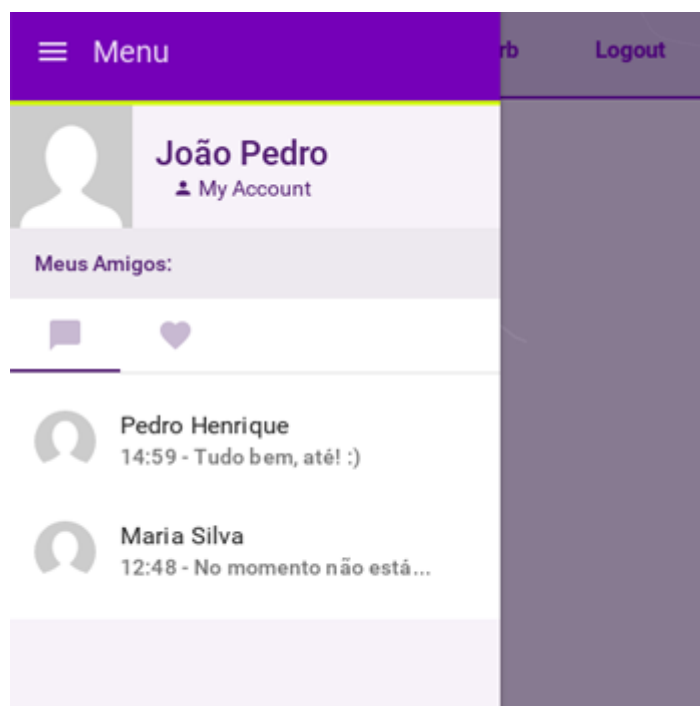 Menu
rb
Logout
João Pedro
My Account
Meus Amigos:
Pedro Henrique
14:59 - Tudo bem, até! :)
Maria Silva
12:48 - No momento não está...